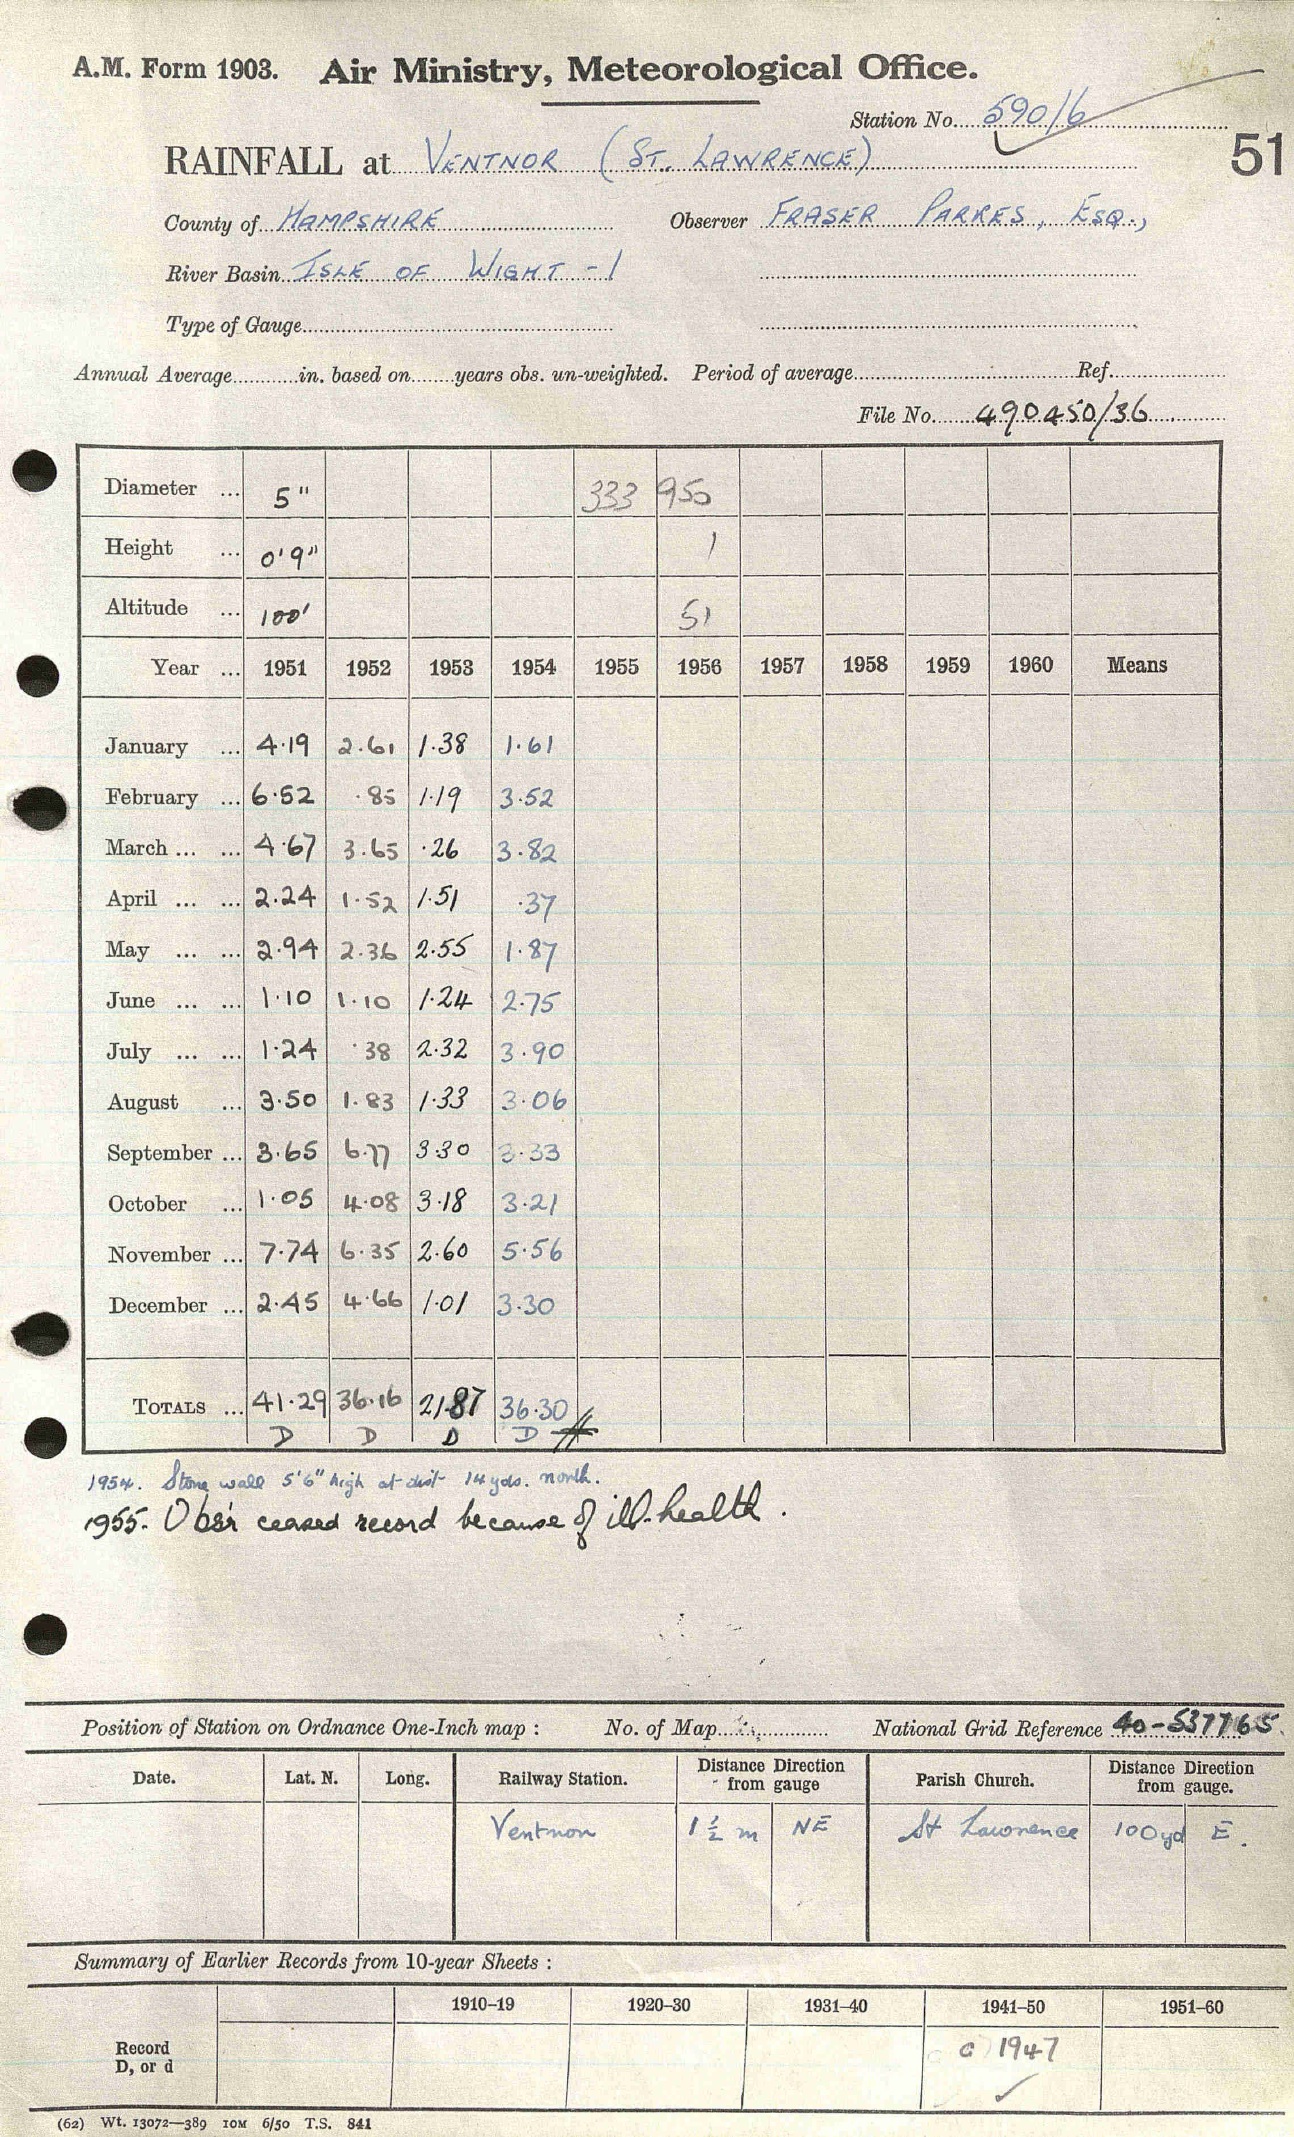 A.M. Form 1903. Air Ministry, Meteorological Office.
Station No. 590/6
RAINFALL at VENTNOR (ST. LAWRENCE)
51
County of HAMPSHIRE Observer FRASER PARKES, ESQ.,
River Basin ISLE OF WIGHT - 1
Type of Gauge
Annual Average in. based on years obs. un-weighted. Period of average Ref.
File No. 490450/36
Diameter ... 5" 333 950
Height ... 0'9" 1
Altitude ... 100' 51
Year ... 1951 1952 1953 1954 1955 1956 1957 1958 1959 1960 Means
January ... 4.19 2.61 1.38 1.61
February ... 6.52 .85 1.19 3.52
March ... ... 4.67 3.65 .26 3.82
April ... ... 2.24 1.52 1.51 .37
May ... ... 2.94 2.36 2.55 1.87
June ... ... 1.10 1.10 1.24 2.75
July ... ... 1.24 .38 2.32 3.90
August ... 3.50 1.83 1.33 3.06
September ... 3.65 6.77 3.30 3.33
October ... 1.05 4.08 3.18 3.21
November ... 7.74 6.35 2.60 5.56
December ... 2.45 4.66 1.01 3.30
TOTALS ... 41.29 36.16 21.87 36.30
D D D D
1954. Stone wall 5'6" high at dist 14 yds. north.
1955. Obs'r ceased record because of ill-health.
Position of Station on Ordnance One-Inch map : No. of Map National Grid Reference 40-537765
Date. Lat. N. Long. Railway Station. Distance Direction from gauge Parish Church. Distance Direction from gauge.
Ventnor 1½ m NE St Lawrence 100yd E.
Summary of Earlier Records from 10-year Sheets :
1910-19 1920-30 1931-40 1941-50 1951-60
Record
D, or d
c 1947
(62) Wt. 13072—389 10M 6/50 T.S. 841